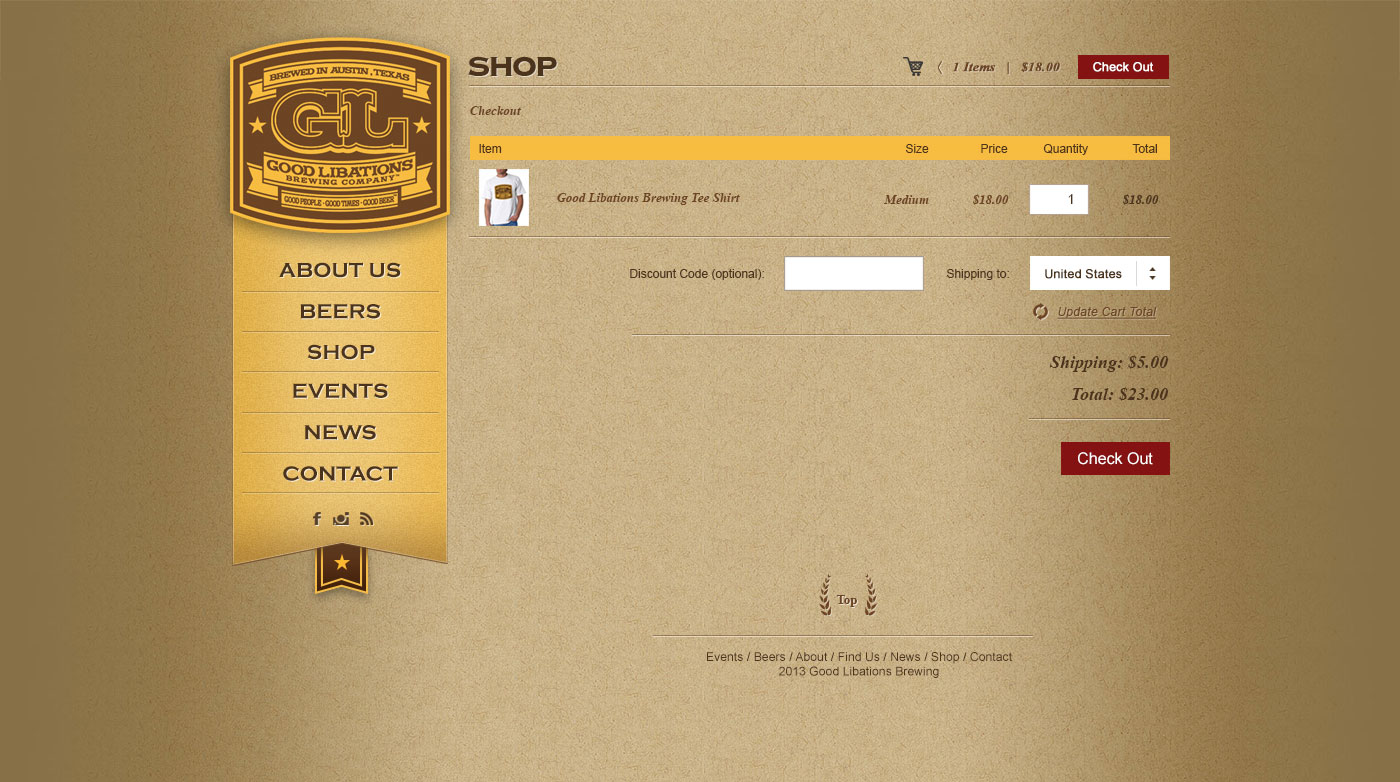 BREWED IN AUSTIN, TEXAS
GL
GOOD LIBATIONS
BREWING COMPANY™
GOOD PEOPLE · GOOD TIMES · GOOD BEER
ABOUT US
BEERS
SHOP
EVENTS
NEWS
CONTACT
SHOP
1 Items | $18.00 Check Out
Checkout
Item Size Price Quantity Total
Good Libations Brewing Tee Shirt Medium $18.00 1 $18.00
Discount Code (optional): Shipping to: United States
Update Cart Total
Shipping: $5.00
Total: $23.00
Check Out
Top
Events / Beers / About / Find Us / News / Shop / Contact
2013 Good Libations Brewing